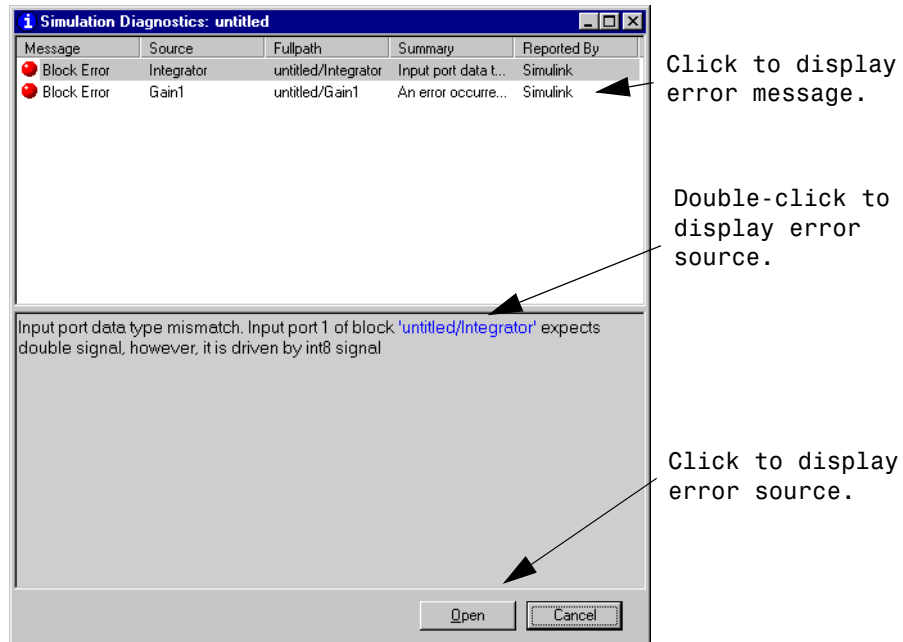 Simulation Diagnostics: untitled
Message Source Fullpath Summary Reported By
Block Error Integrator untitled/Integrator Input port data t... Simulink
Block Error Gain1 untitled/Gain1 An error occurre... Simulink
Click to display
error message.
Double-click to
display error
source.
Input port data type mismatch. Input port 1 of block 'untitled/Integrator' expects
double signal, however, it is driven by int8 signal
Click to display
error source.
Open Cancel